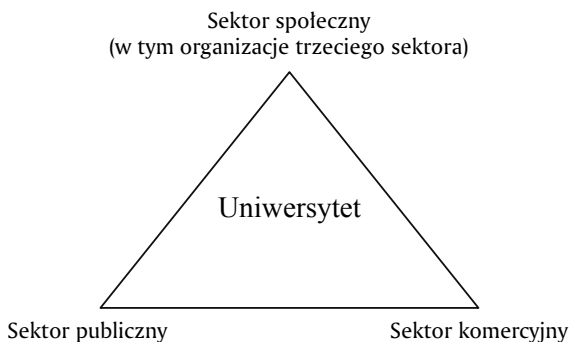 Sektor społeczny
(w tym organizacje trzeciego sektora)
Uniwersytet
Sektor publiczny
Sektor komercyjny